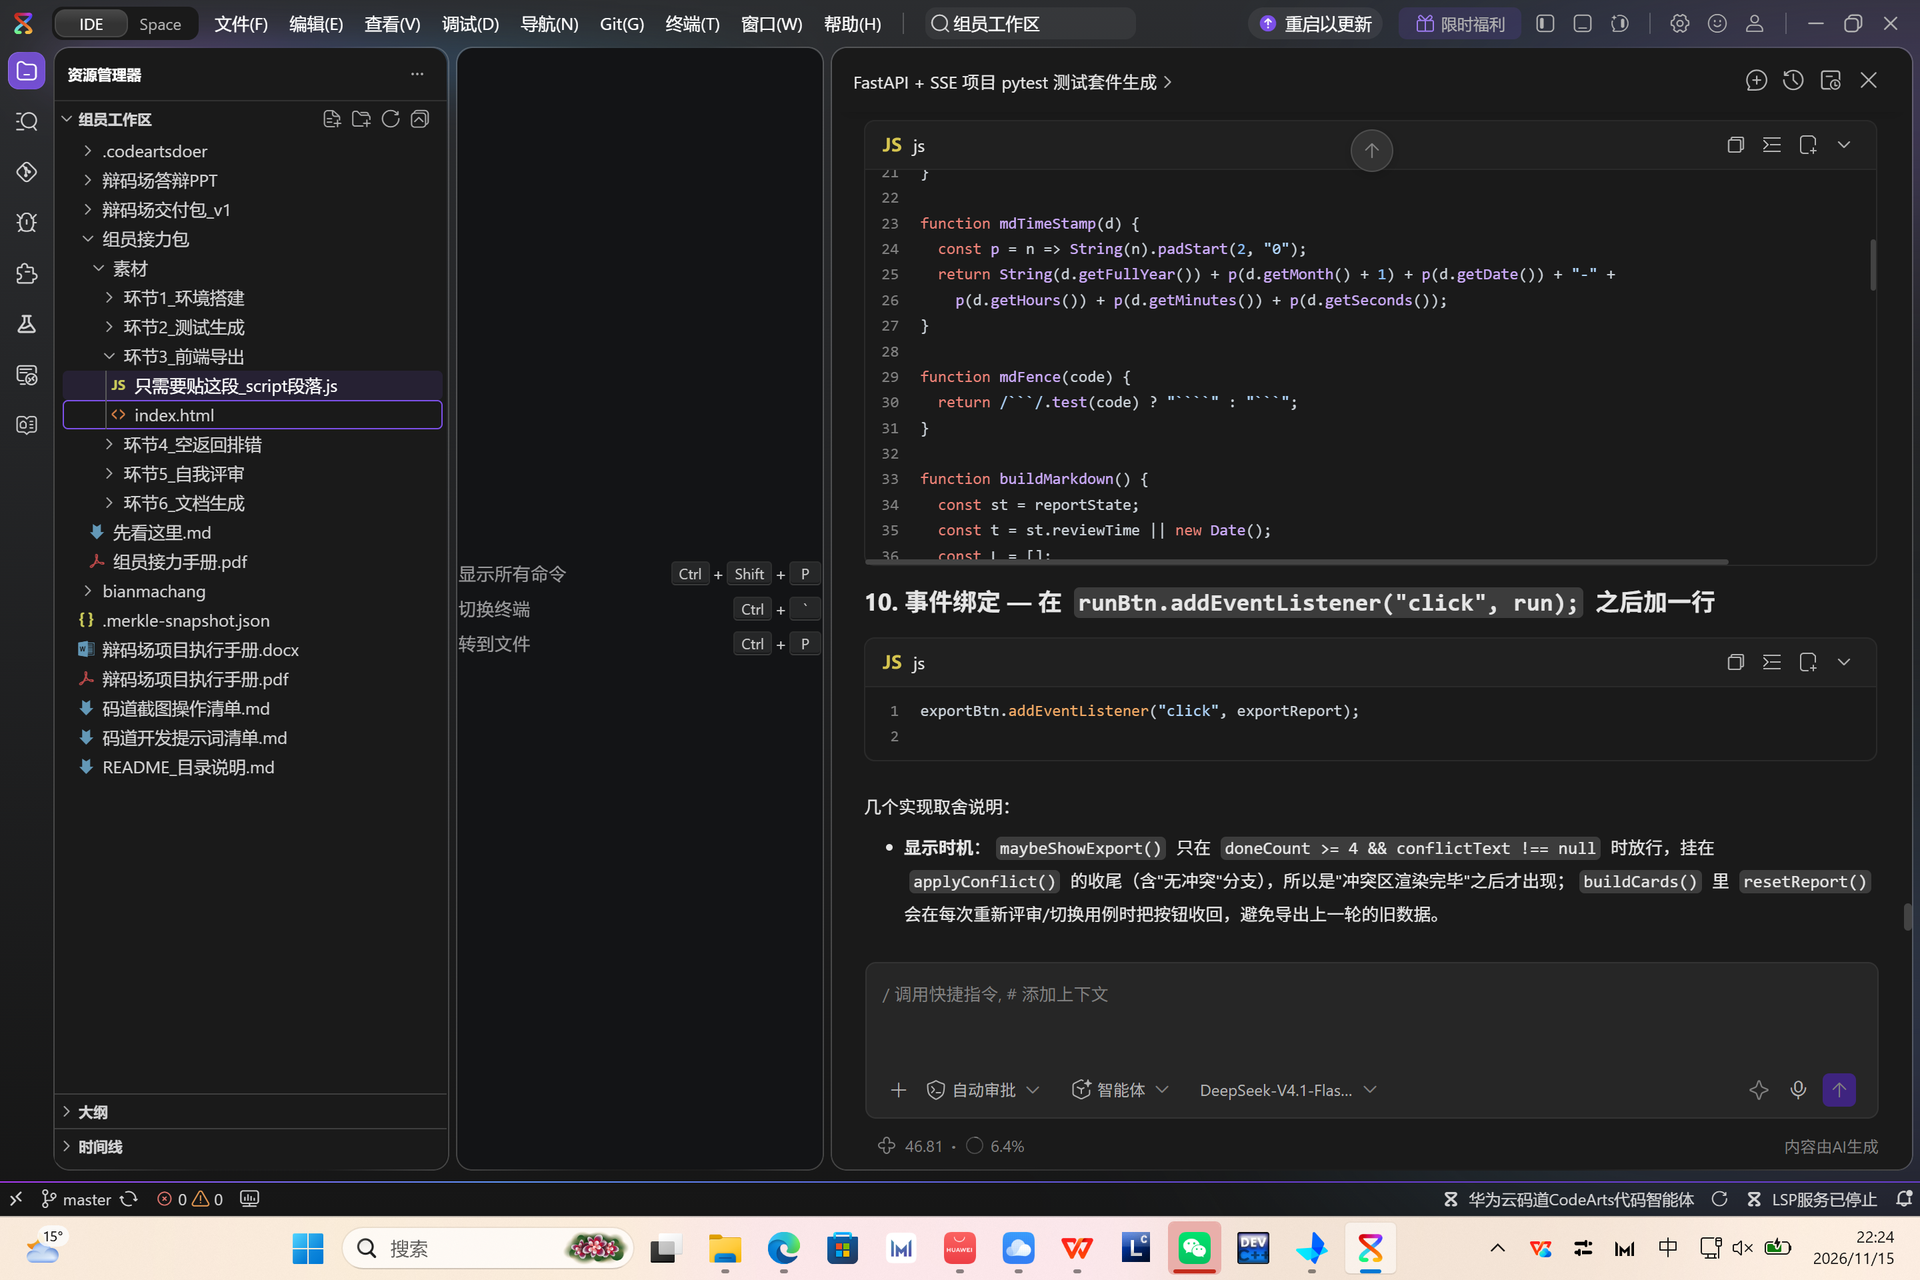 IDE Space 文件(F) 编辑(E) 查看(V) 调试(D) 导航(N) Git(G) 终端(T) 窗口(W) 帮助(H) 组员工作区 重启以更新 限时福利
资源管理器
组员工作区
.codeartsdoer
辩码场答辩PPT
辩码场交付包_v1
组员接力包
素材
环节1_环境搭建
环节2_测试生成
环节3_前端导出
JS 只需要贴这段_script段落.js
<> index.html
环节4_空返回排错
环节5_自我评审
环节6_文档生成
先看这里.md
组员接力手册.pdf
bianmachang
{} .merkle-snapshot.json
辩码场项目执行手册.docx
辩码场项目执行手册.pdf
码道截图操作清单.md
码道开发提示词清单.md
README_目录说明.md
大纲
时间线
显示所有命令 Ctrl + Shift + P
切换终端 Ctrl + `
转到文件 Ctrl + P
FastAPI + SSE 项目 pytest 测试套件生成
JS js
21 }
22
23 function mdTimeStamp(d) {
24 const p = n => String(n).padStart(2, "0");
25 return String(d.getFullYear()) + p(d.getMonth() + 1) + p(d.getDate()) + "-" +
26 p(d.getHours()) + p(d.getMinutes()) + p(d.getSeconds());
27 }
28
29 function mdFence(code) {
30 return /```/.test(code) ? "````" : "```";
31 }
32
33 function buildMarkdown() {
34 const st = reportState;
35 const t = st.reviewTime || new Date();
36 const L = [];
10. 事件绑定 — 在 runBtn.addEventListener("click", run); 之后加一行
JS js
1 exportBtn.addEventListener("click", exportReport);
2
几个实现取舍说明：
• 显示时机： maybeShowExport() 只在 doneCount >= 4 && conflictText !== null 时放行，挂在
applyConflict() 的收尾（含"无冲突"分支），所以是"冲突区渲染完毕"之后才出现； buildCards() 里 resetReport()
会在每次重新评审/切换用例时把按钮收回，避免导出上一轮的旧数据。
/ 调用快捷指令, # 添加上下文
自动审批 智能体 DeepSeek-V4.1-Flas...
46.81 · 6.4% 内容由AI生成
master 0 0 华为云码道CodeArts代码智能体 LSP服务已停止
15° 搜索 HUAWEI L C DEV C++ 中 22:24
2026/11/15